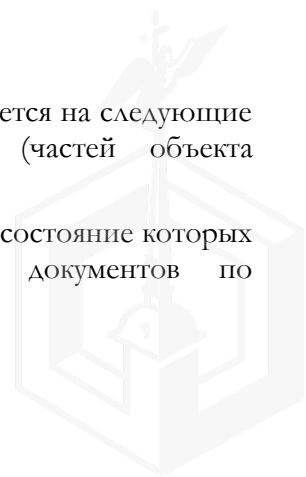 ется на следующие
(частей объекта
состояние которых
документов по